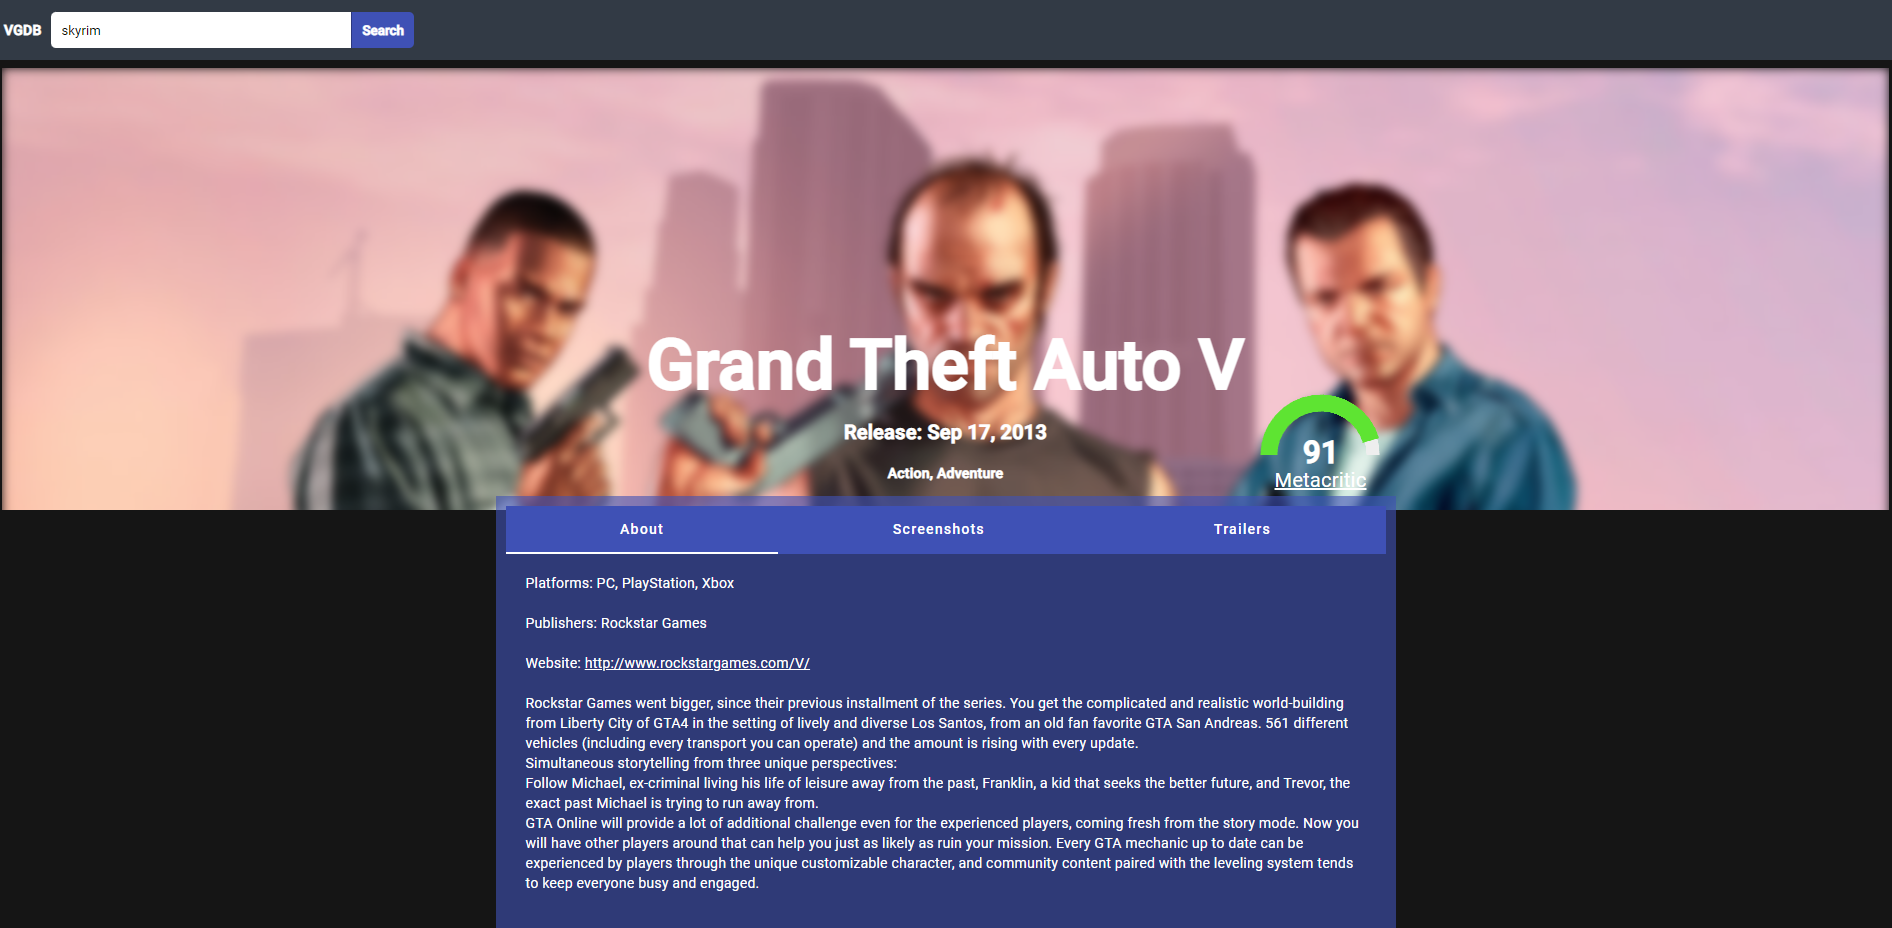 VGDB skyrim Search
Grand Theft Auto V
Release: Sep 17, 2013
Action, Adventure
91
Metacritic
About Screenshots Trailers
Platforms: PC, PlayStation, Xbox
Publishers: Rockstar Games
Website: http://www.rockstargames.com/V/
Rockstar Games went bigger, since their previous installment of the series. You get the complicated and realistic world-building
from Liberty City of GTA4 in the setting of lively and diverse Los Santos, from an old fan favorite GTA San Andreas. 561 different
vehicles (including every transport you can operate) and the amount is rising with every update.
Simultaneous storytelling from three unique perspectives:
Follow Michael, ex-criminal living his life of leisure away from the past, Franklin, a kid that seeks the better future, and Trevor, the
exact past Michael is trying to run away from.
GTA Online will provide a lot of additional challenge even for the experienced players, coming fresh from the story mode. Now you
will have other players around that can help you just as likely as ruin your mission. Every GTA mechanic up to date can be
experienced by players through the unique customizable character, and community content paired with the leveling system tends
to keep everyone busy and engaged.